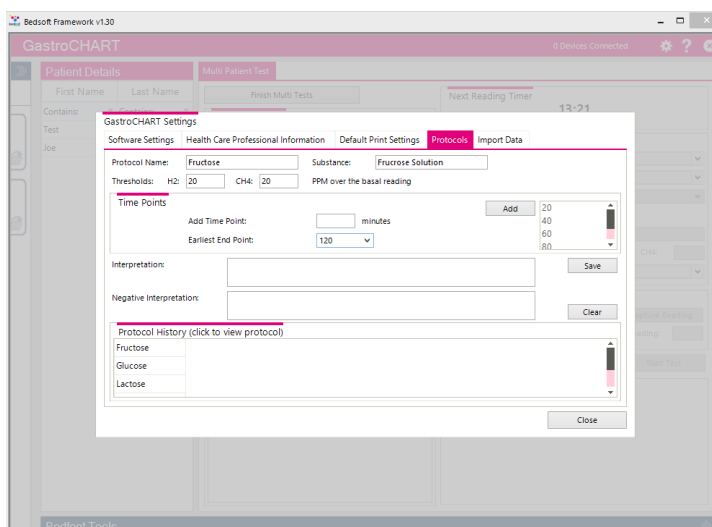 Bedsoft Framework v1.30
GastroCHART
0 Devices Connected
?
Patient Details
Multi Patient Test
First Name Last Name
Finish Multi Tests
Next Reading Timer
13:21
Contains:
Test
Joe
GastroCHART Settings
Software Settings Health Care Professional Information Default Print Settings Protocols Import Data
Protocol Name: Fructose Substance: Frucrose Solution
Thresholds: H2: 20 CH4: 20 PPM over the basal reading
Time Points
Add Time Point: minutes Add
Earliest End Point: 120
20
40
60
80
CH4:
Interpretation:
Save
Negative Interpretation:
Clear
Protocol History (click to view protocol)
Fructose
Glucose
Lactose
Start Test
Close
Bedfont Tools